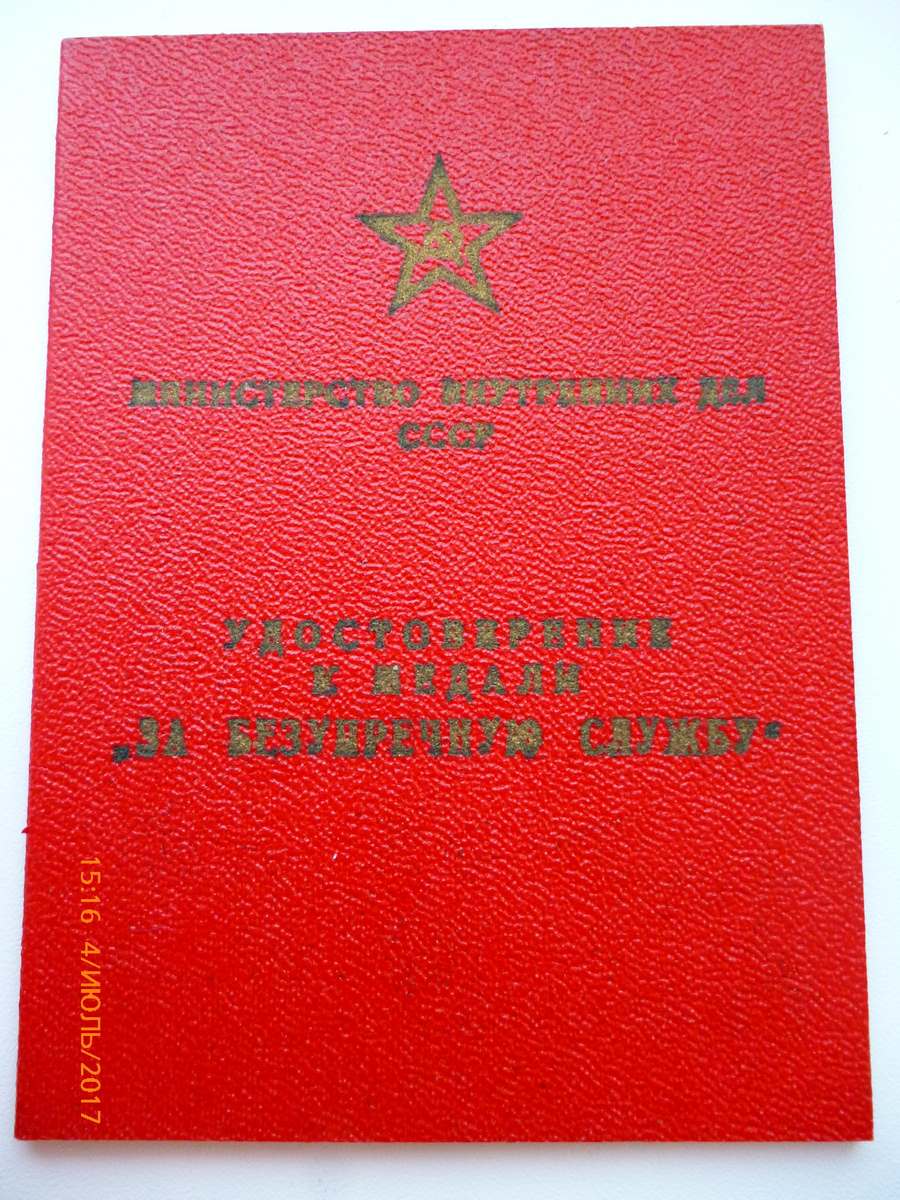 МИНИСТЕРСТВО ВНУТРЕННИХ ДЕЛ
СССР
УДОСТОВЕРЕНИЕ
К МЕДАЛИ
„ЗА БЕЗУПРЕЧНУЮ СЛУЖБУ“
15:16 4/ИЮЛЬ/2017